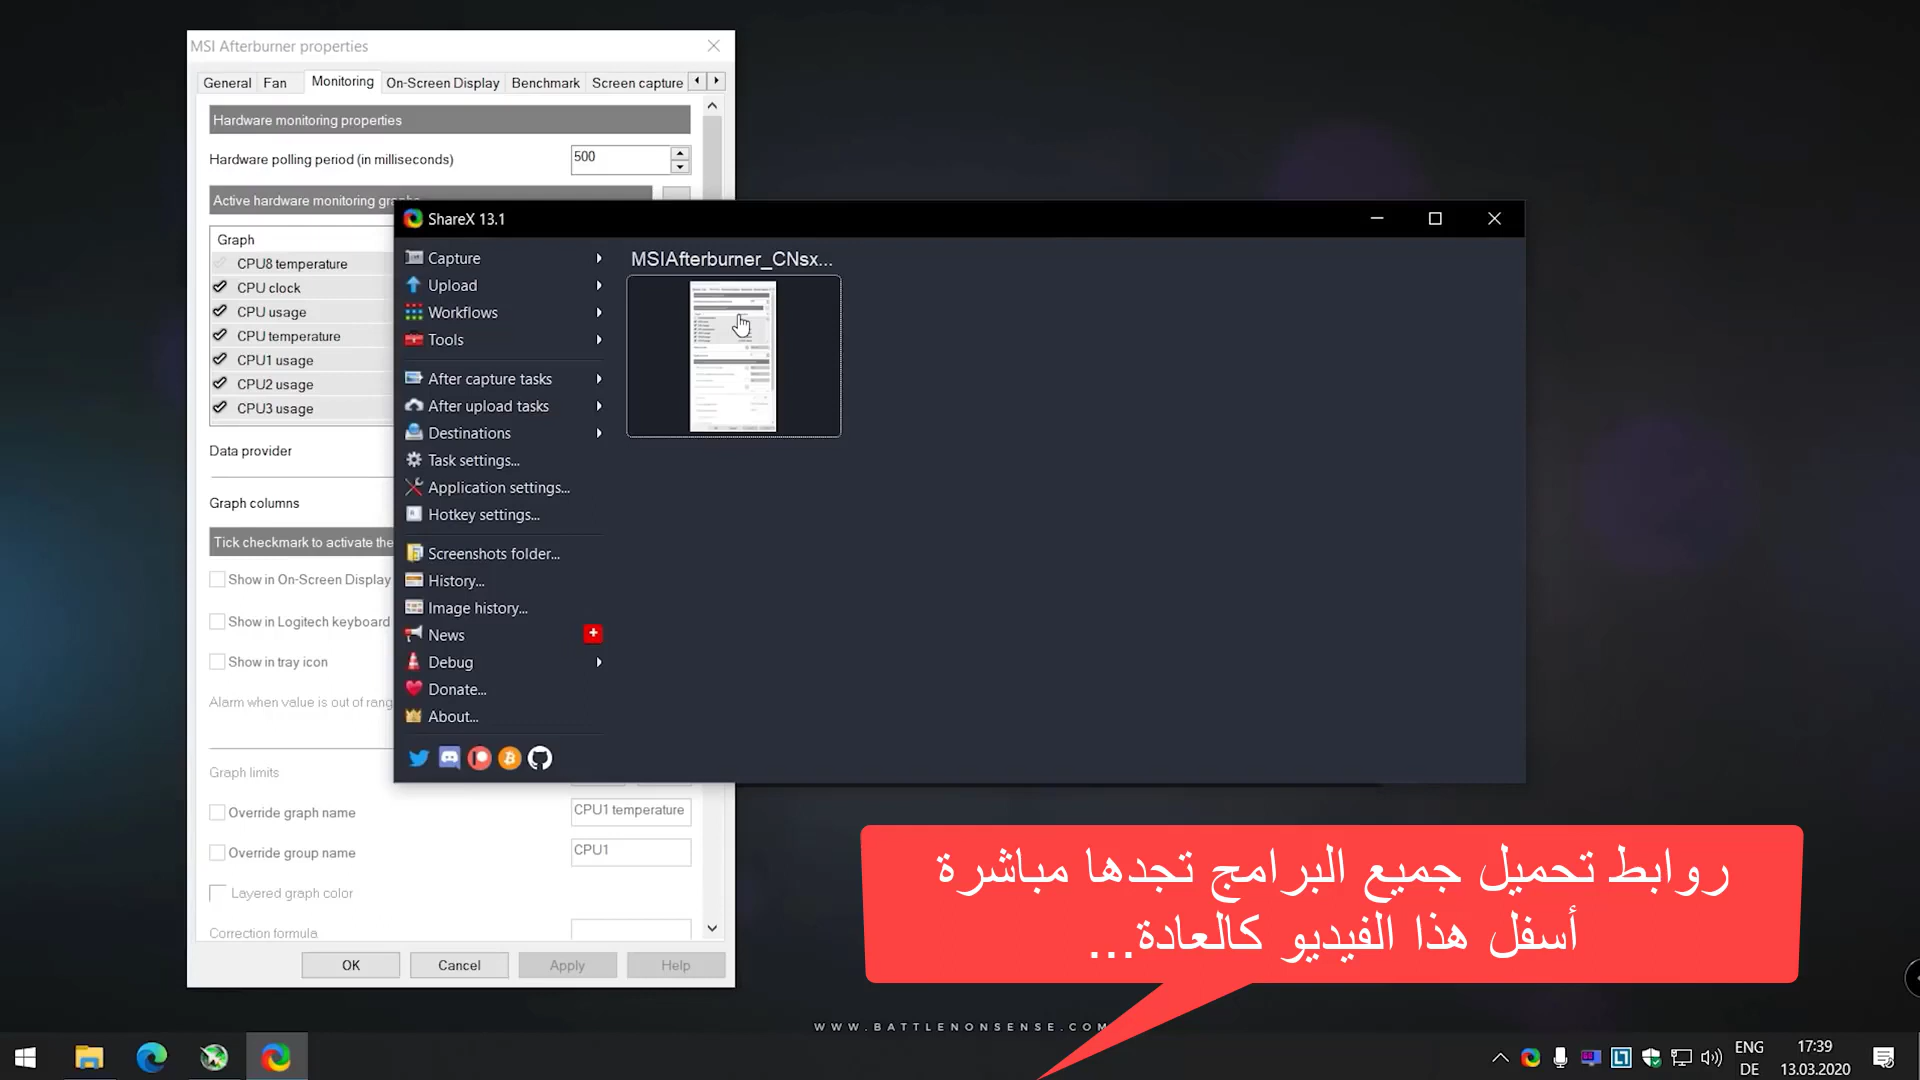 MSI Afterburner properties
General
Fan
Monitoring
On-Screen Display
Benchmark
Screen capture
Hardware monitoring properties
Hardware polling period (in milliseconds)
500
Active hardware monitoring graphs
Graph
CPU8 temperature
CPU clock
CPU usage
CPU temperature
CPU1 usage
CPU2 usage
CPU3 usage
Data provider
Graph columns
Tick checkmark to activate the
Show in On-Screen Display
Show in Logitech keyboard
Show in tray icon
Alarm when value is out of rang
Graph limits
Override graph name
CPU1 temperature
Override group name
CPU1
Layered graph color
Correction formula
OK
Cancel
Apply
Help
ShareX 13.1
Capture
Upload
Workflows
Tools
After capture tasks
After upload tasks
Destinations
Task settings...
Application settings...
Hotkey settings...
Screenshots folder...
History...
Image history...
News
Debug
Donate...
About...
MSIAfterburner_CNsx...
روابط تحميل جميع البرامج تجدها مباشرة
أسفل هذا الفيديو كالعادة...
WWW.BATTLENONSENSE.COM
ENG
DE
17:39
13.03.2020